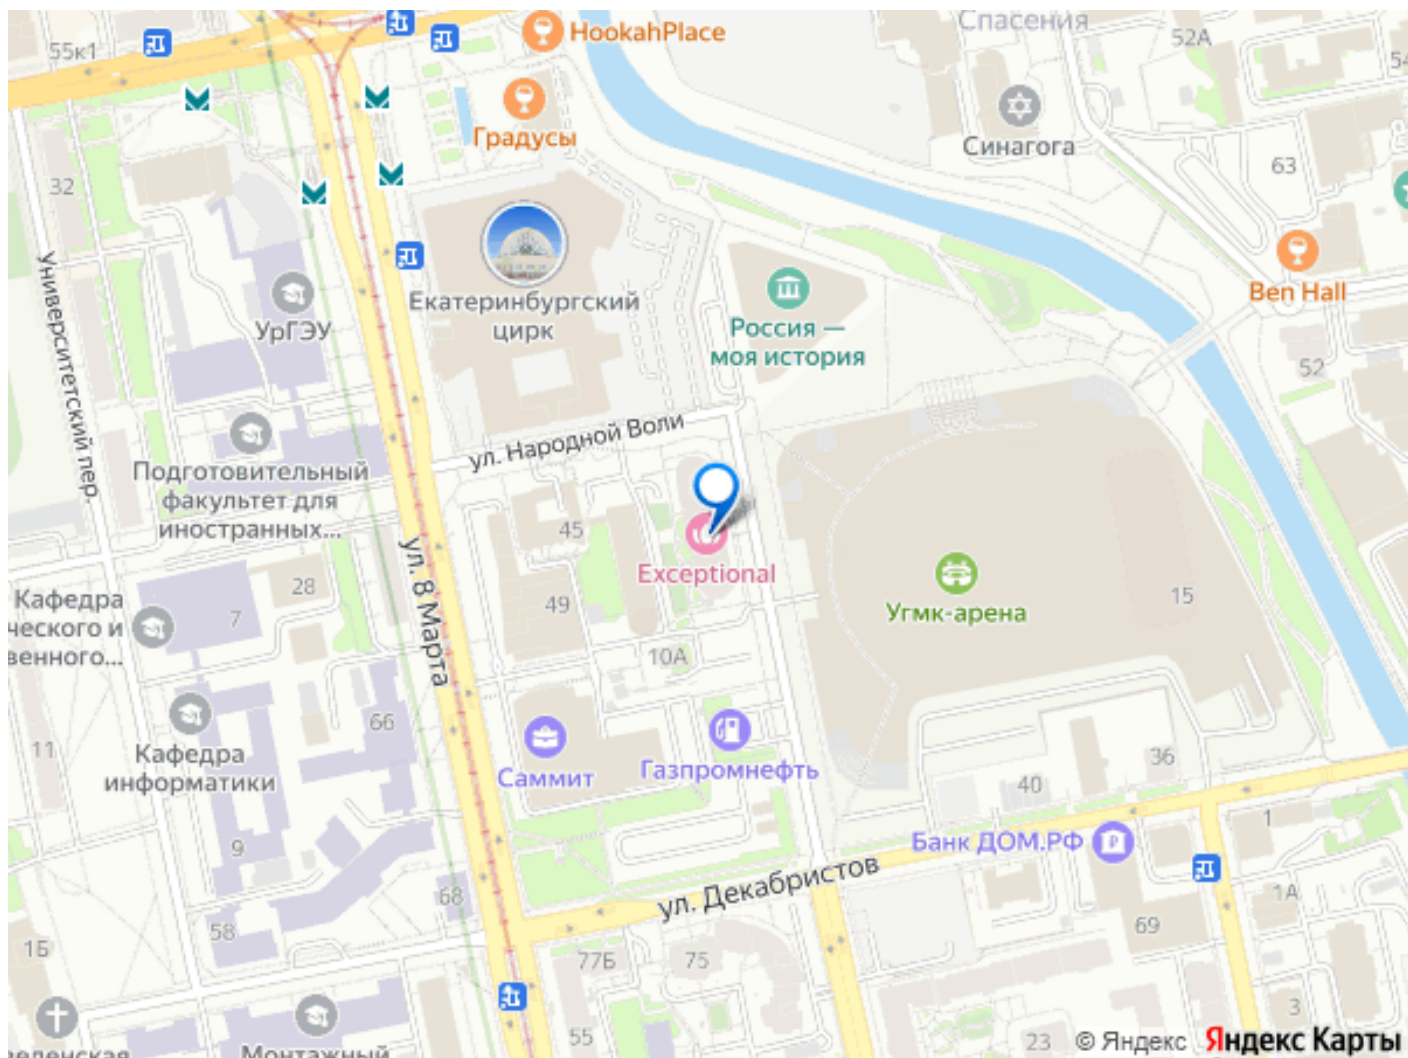 55к1
HookahPlace
Спасения
52А
54
Градусы
Синагога
63
32
Екатеринбургский
цирк
УрГЭУ
Россия —
моя история
Ben Hall
52
Университетский пер.
ул. Народной Воли
Подготовительный
факультет для
иностранных...
45
Exceptional
ул. 8 Марта
28
7
Кафедра
ческого и
венного...
49
Угмк-арена
15
10А
66
11
Кафедра
информатики
Саммит
Газпромнефть
36
40
1
Банк ДОМ.РФ
9
ул. Декабристов
68
1А
58
69
1Б
77Б
75
3
55
23
Монтажный
© Яндекс Яндекс Карты